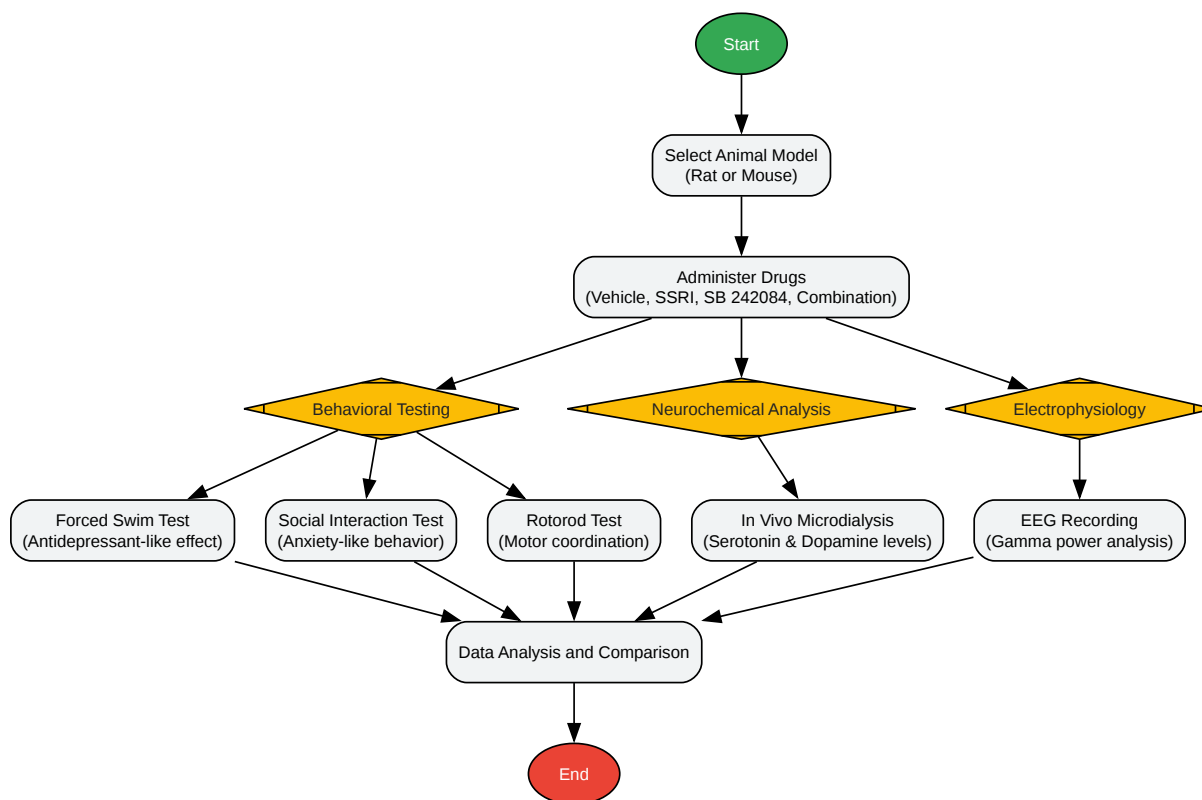 Start
Select Animal Model
(Rat or Mouse)
Administer Drugs
(Vehicle, SSRI, SB 242084, Combination)
Behavioral Testing
Neurochemical Analysis
Electrophysiology
Forced Swim Test
(Antidepressant-like effect)
Social Interaction Test
(Anxiety-like behavior)
Rotorod Test
(Motor coordination)
In Vivo Microdialysis
(Serotonin & Dopamine levels)
EEG Recording
(Gamma power analysis)
Data Analysis and Comparison
End